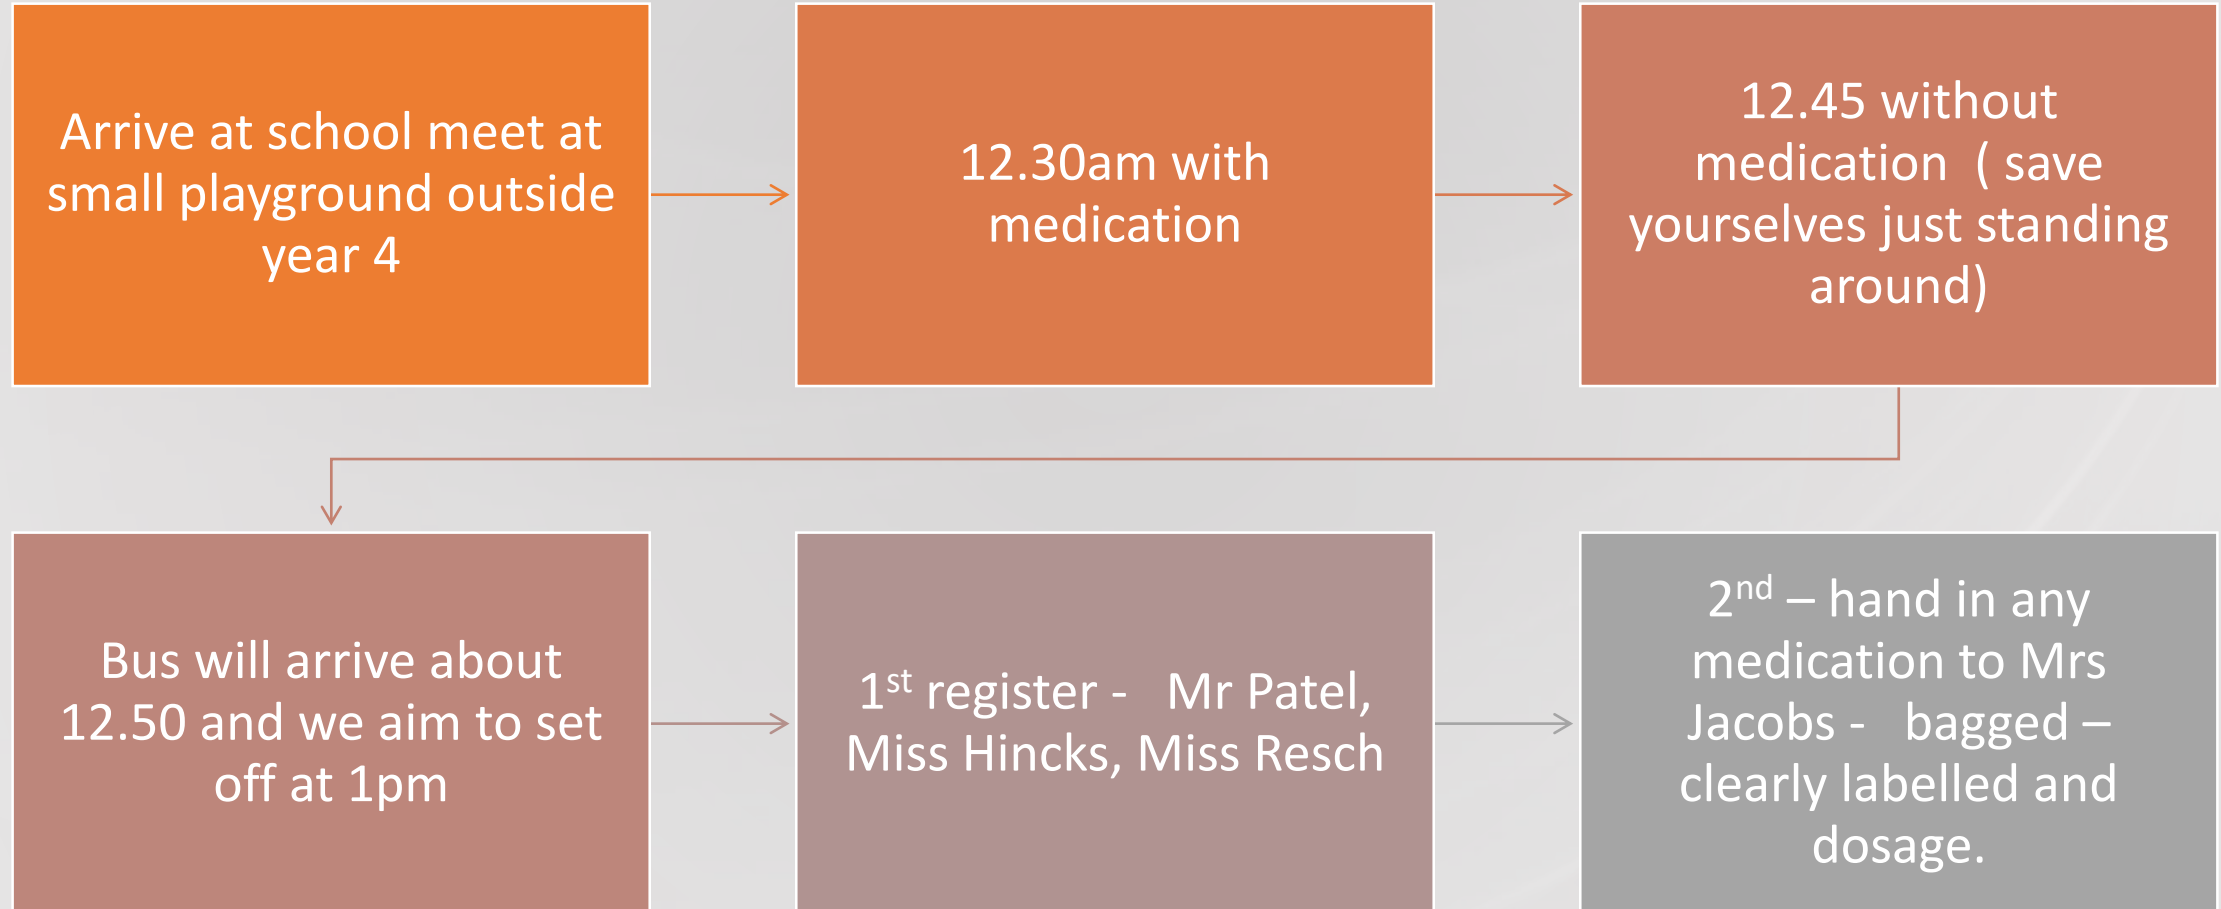 Arrive at school meet at
small playground outside
year 4
12.30am with
medication
12.45 without
medication  ( save
yourselves just standing
around)
Bus will arrive about
12.50 and we aim to set
off at 1pm
1st register -   Mr Patel,
Miss Hincks, Miss Resch
2nd – hand in any
medication to Mrs
Jacobs -   bagged –
clearly labelled and
dosage.